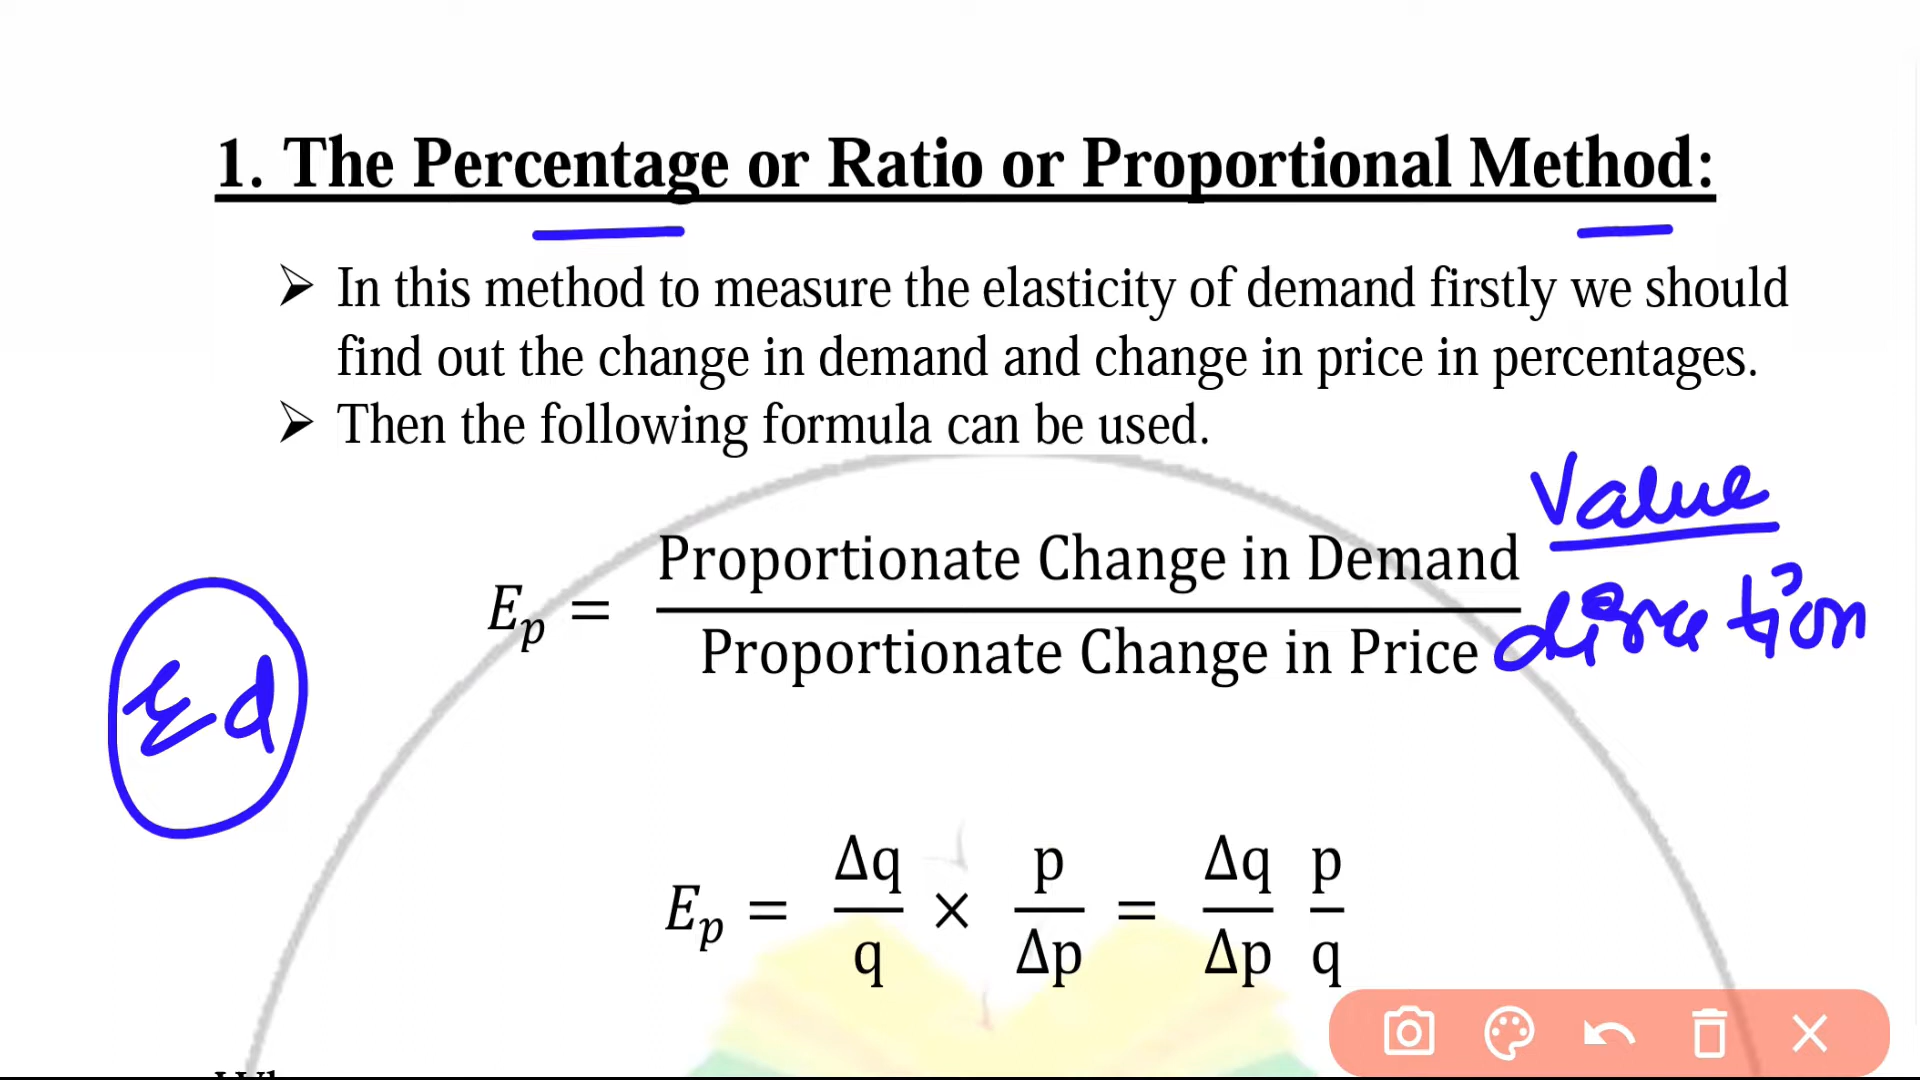 1. The Percentage or Ratio or Proportional Method:
➢ In this method to measure the elasticity of demand firstly we should
find out the change in demand and change in price in percentages.
➢ Then the following formula can be used.
Value
E_p = Proportionate Change in Demand / Proportionate Change in Price
direction
Ed
E_p = Δq/q × p/Δp = Δq/Δp p/q